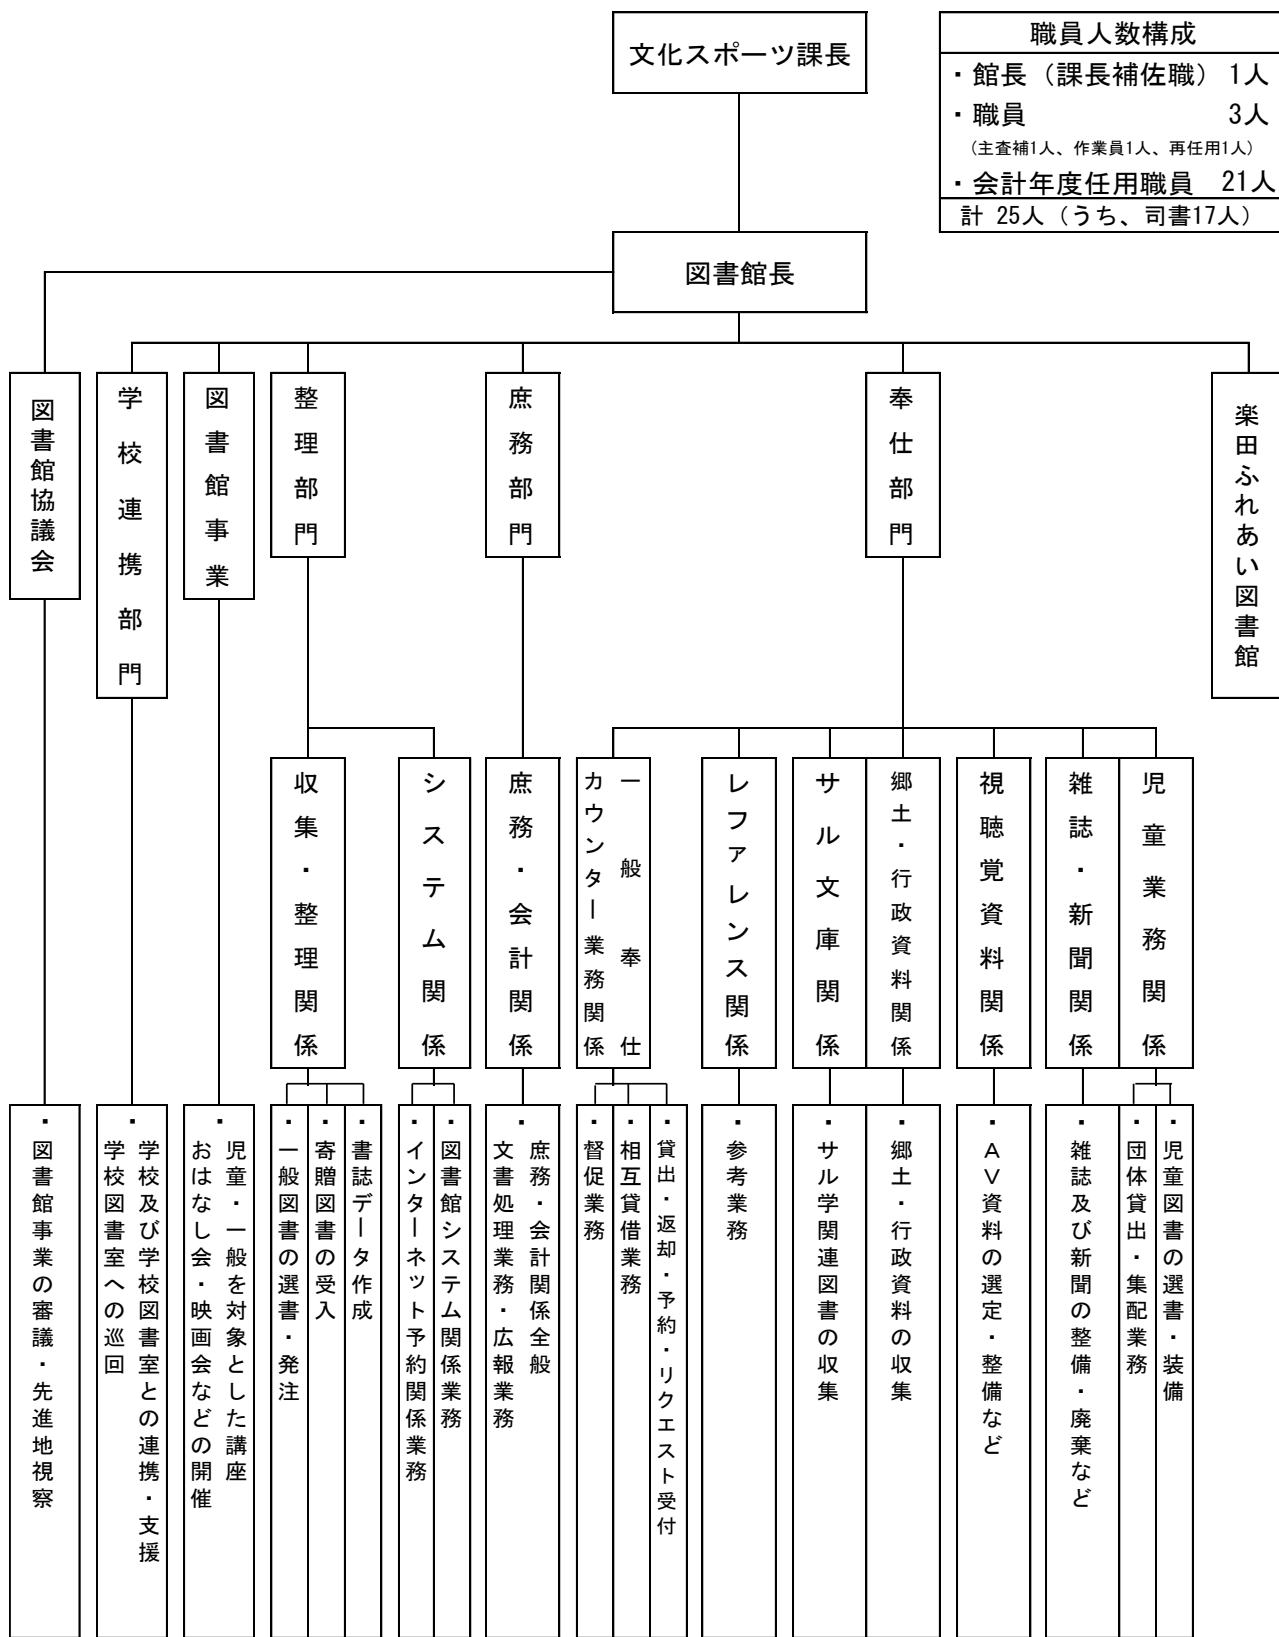 文化スポーツ課長
職員人数構成
・館長（課長補佐職） 1人
・職員 3人
（主査補1人、作業員1人、再任用1人）
・会計年度任用職員 21人
計 25人（うち、司書17人）
図書館長
図書館協議会
学校連携部門
図書館事業
整理部門
庶務部門
奉仕部門
楽田ふれあい図書館
収集・整理関係
システム関係
庶務・会計関係
一般奉仕
カウンター業務関係
レファレンス関係
サル文庫関係
郷土・行政資料関係
視聴覚資料関係
雑誌・新聞関係
児童業務関係
・図書館事業の審議・先進地視察
・学校及び学校図書室との連携・支援
学校図書室への巡回
・児童・一般を対象とした講座
おはなし会・映画会などの開催
・一般図書の選書・発注
・寄贈図書の受入
・書誌データ作成
・インターネット予約関係業務
・図書館システム関係業務
・庶務・会計関係全般
文書処理業務・広報業務
・督促業務
・相互貸借業務
・貸出・返却・予約・リクエスト受付
・参考業務
・サル学関連図書の収集
・郷土・行政資料の収集
・ＡＶ資料の選定・整備など
・雑誌及び新聞の整備・廃棄など
・団体貸出・集配業務
・児童図書の選書・装備